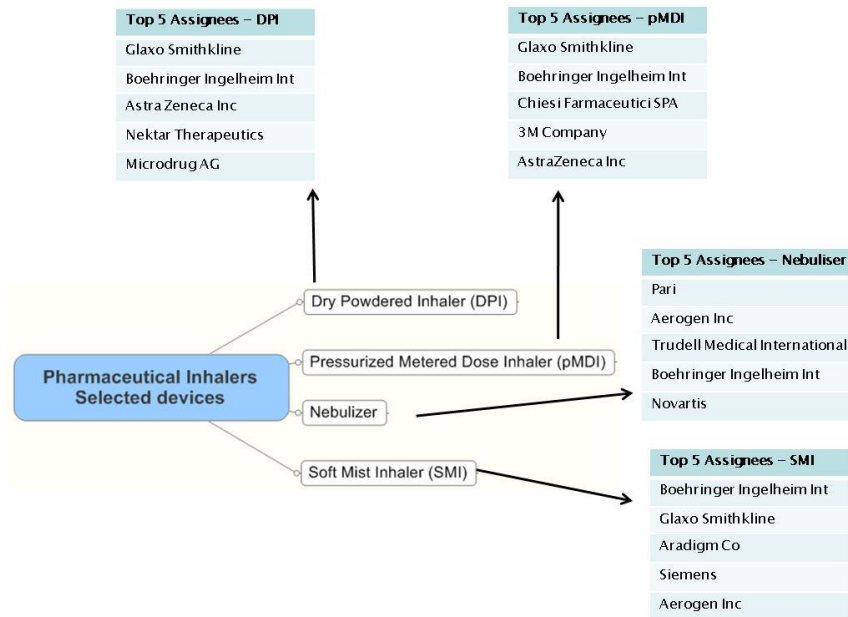 Top 5 Assignees – DPI
Glaxo Smithkline
Boehringer Ingelheim Int
Astra Zeneca Inc
Nektar Therapeutics
Microdrug AG
Top 5 Assignees – pMDI
Glaxo Smithkline
Boehringer Ingelheim Int
Chiesi Farmaceutici SPA
3M Company
AstraZeneca Inc
Pharmaceutical Inhalers
Selected devices
Dry Powdered Inhaler (DPI)
Pressurized Metered Dose Inhaler (pMDI)
Nebulizer
Soft Mist Inhaler (SMI)
Top 5 Assignees – Nebuliser
Pari
Aerogen Inc
Trudell Medical International
Boehringer Ingelheim Int
Novartis
Top 5 Assignees – SMI
Boehringer Ingelheim Int
Glaxo Smithkline
Aradigm Co
Siemens
Aerogen Inc